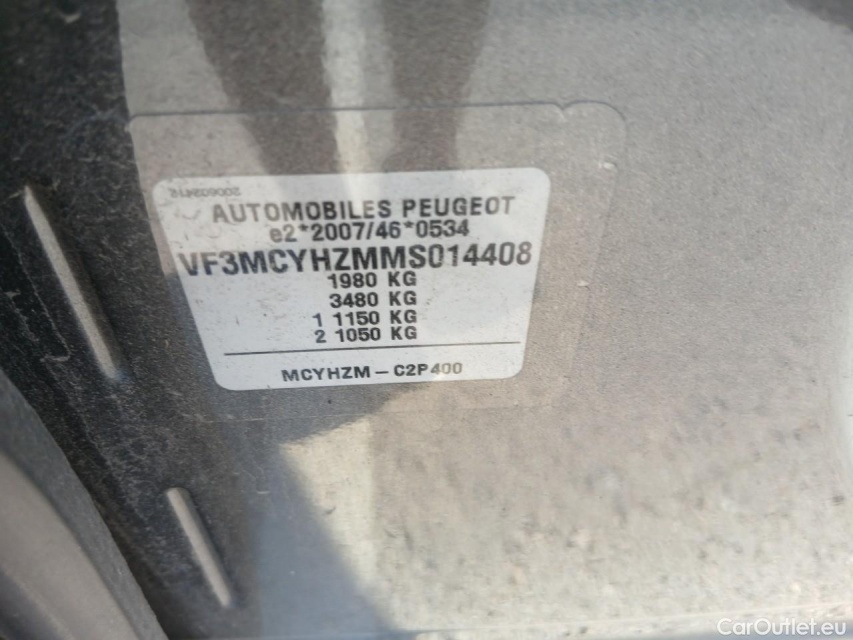 AUTOMOBILES PEUGEOT
e2*2007/46*0534
VF3MCYHZMMS014408
1980 KG
3480 KG
1 1150 KG
2 1050 KG
MCYHZM - C2P400
CarOutlet.eu